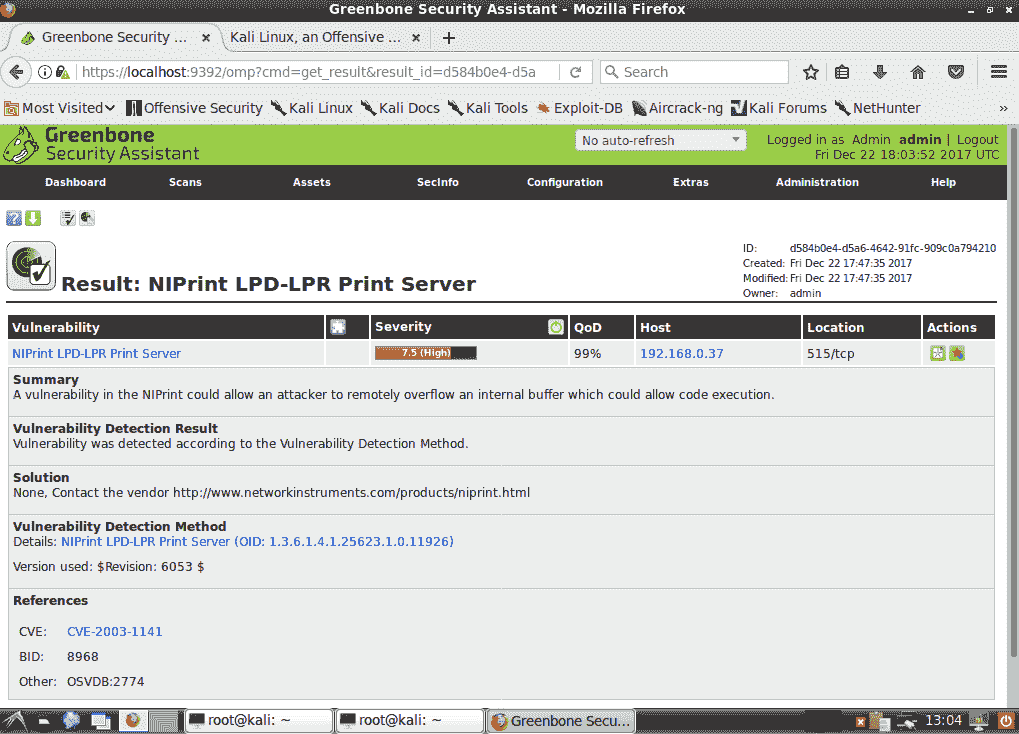 Greenbone Security Assistant - Mozilla Firefox
Greenbone Security ...
Kali Linux, an Offensive ...
https://localhost:9392/omp?cmd=get_result&result_id=d584b0e4-d5a
Search
Most Visited
Offensive Security
Kali Linux
Kali Docs
Kali Tools
Exploit-DB
Aircrack-ng
Kali Forums
NetHunter
»
Greenbone
Security Assistant
No auto-refresh
Logged in as Admin admin | Logout
Fri Dec 22 18:03:52 2017 UTC
Dashboard
Scans
Assets
SecInfo
Configuration
Extras
Administration
Help
Result: NIPrint LPD-LPR Print Server
ID: d584b0e4-d5a6-4642-91fc-909c0a794210
Created: Fri Dec 22 17:47:35 2017
Modified: Fri Dec 22 17:47:35 2017
Owner: admin
Vulnerability
Severity
QoD
Host
Location
Actions
NIPrint LPD-LPR Print Server
7.5 (High)
99%
192.168.0.37
515/tcp
Summary
A vulnerability in the NIPrint could allow an attacker to remotely overflow an internal buffer which could allow code execution.
Vulnerability Detection Result
Vulnerability was detected according to the Vulnerability Detection Method.
Solution
None, Contact the vendor http://www.networkinstruments.com/products/niprint.html
Vulnerability Detection Method
Details: NIPrint LPD-LPR Print Server (OID: 1.3.6.1.4.1.25623.1.0.11926)
Version used: $Revision: 6053 $
References
CVE: CVE-2003-1141
BID: 8968
Other: OSVDB:2774
root@kali: ~
root@kali: ~
Greenbone Secu...
13:04